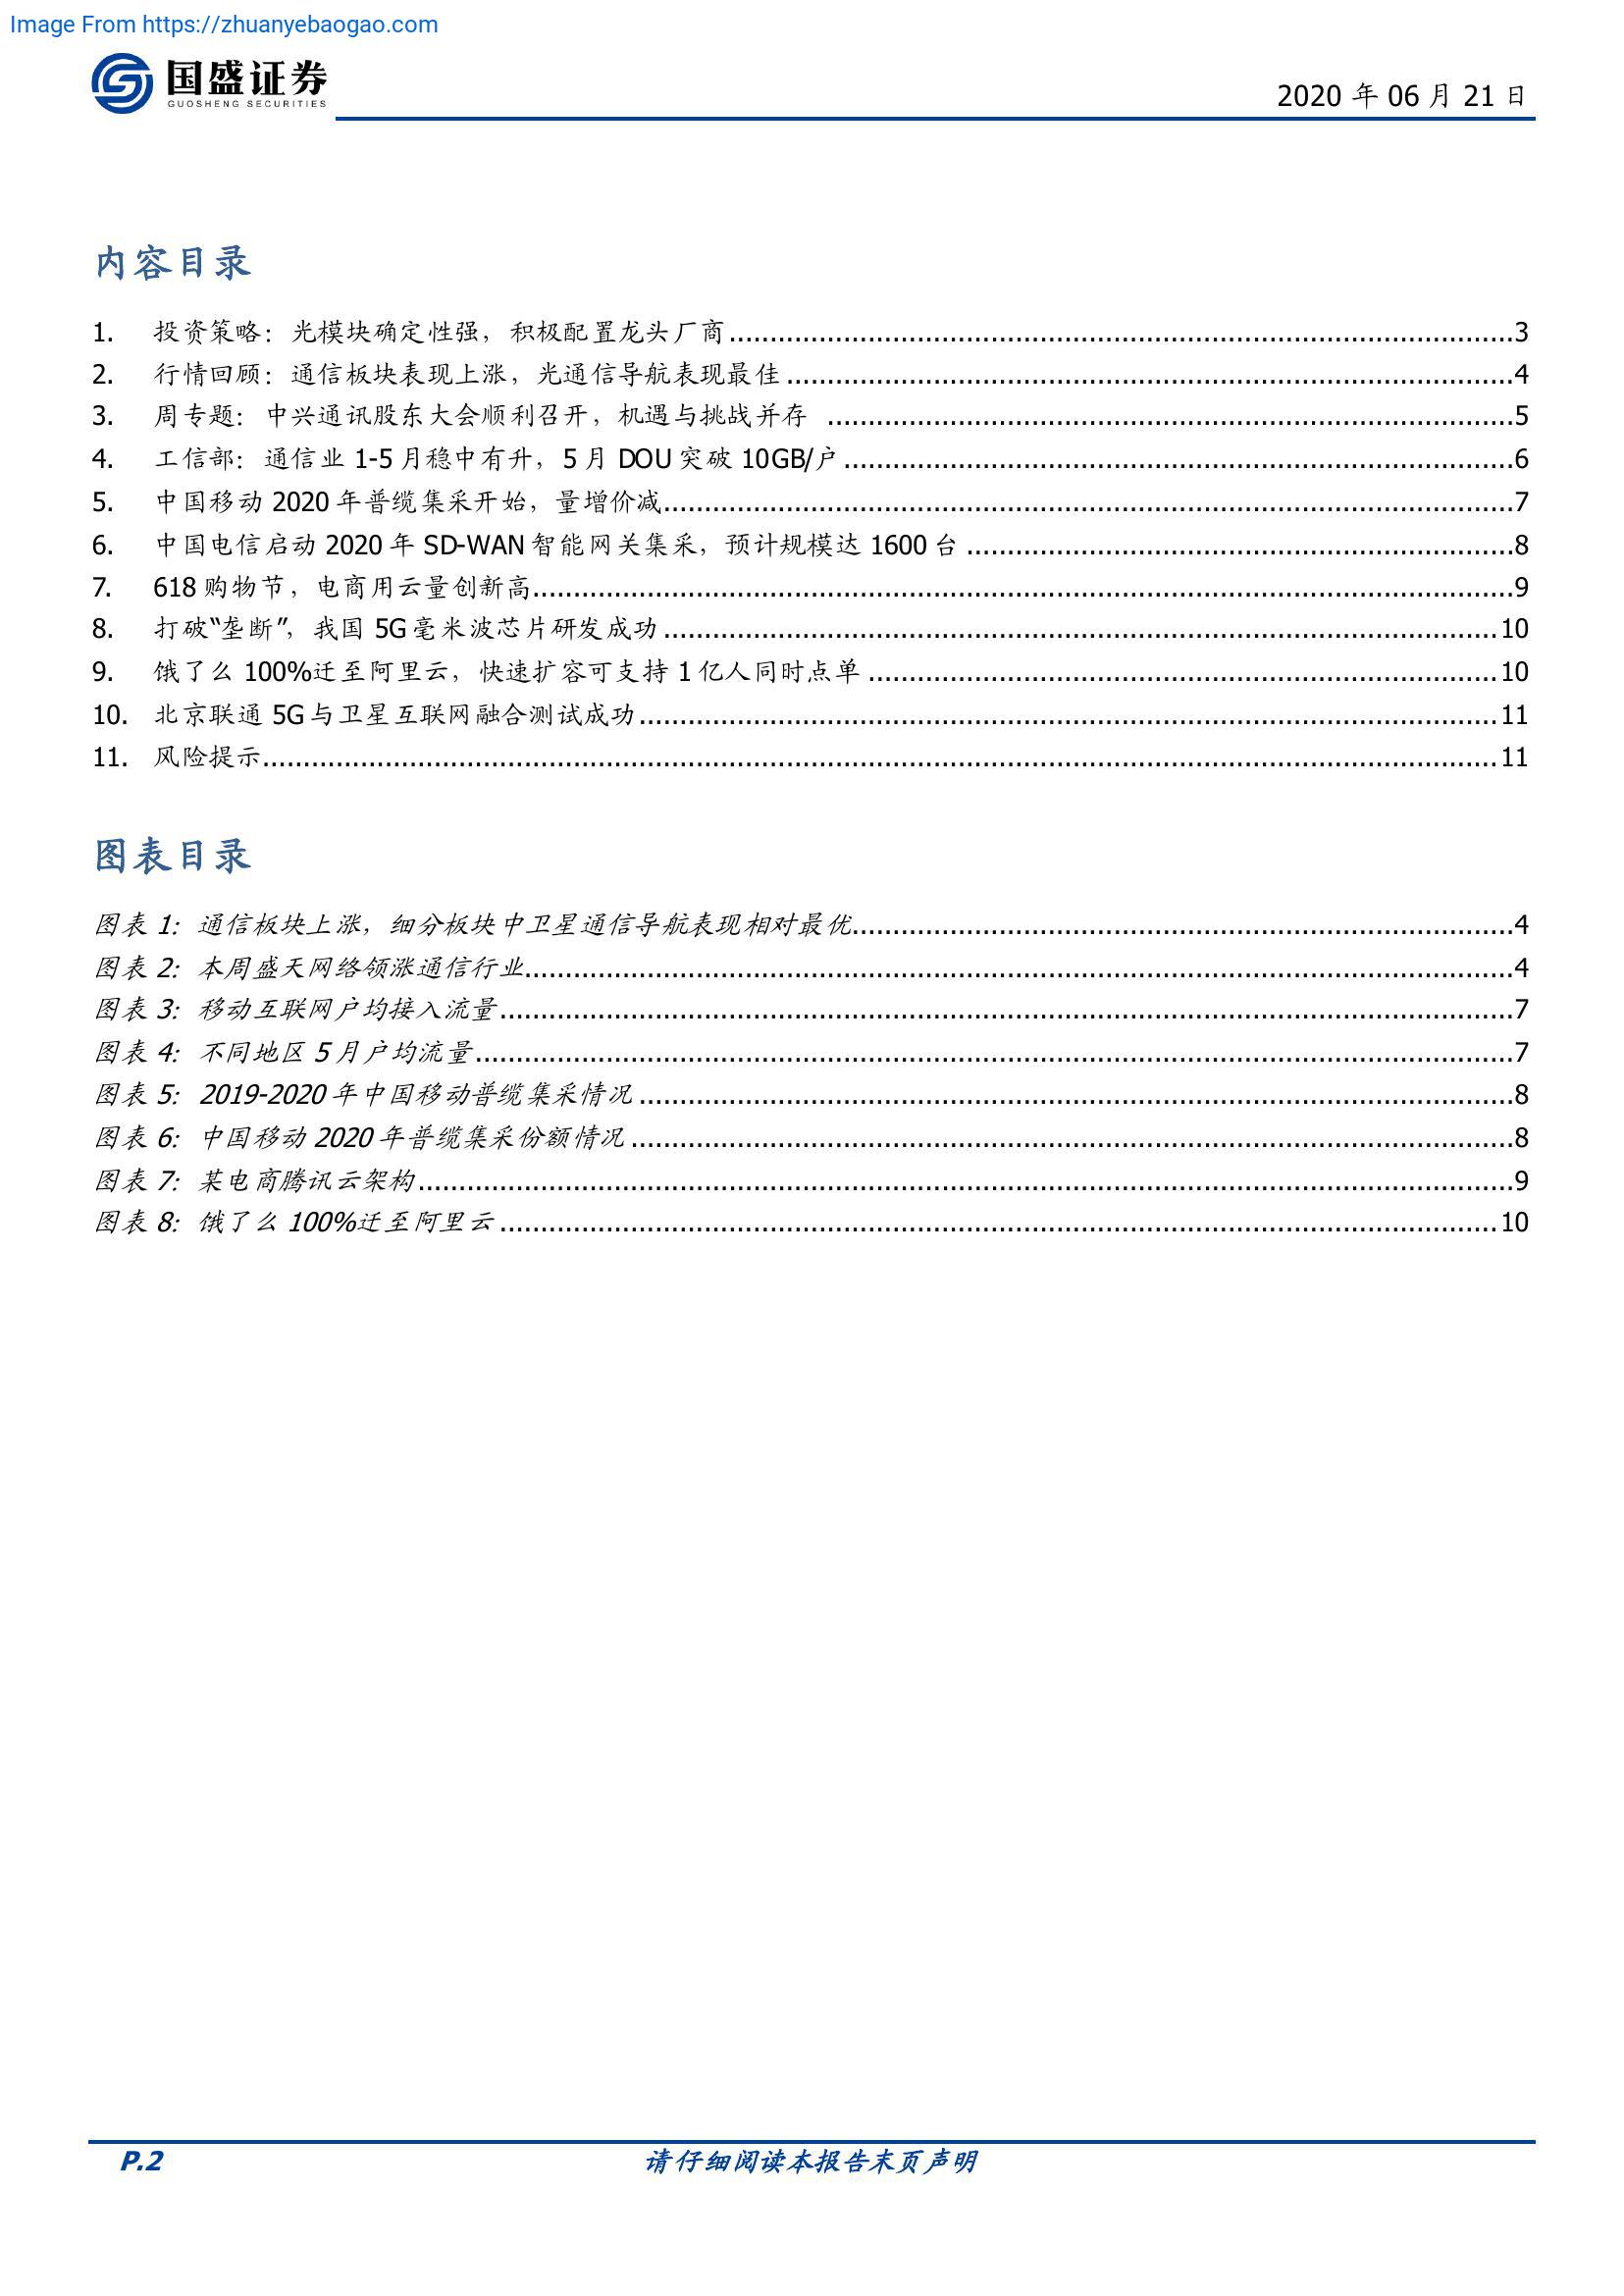 Image From https://zhuanyebaogao.com
国盛证券
GUOSHENG SECURITIES
2020 年 06 月 21 日
内容目录
1. 投资策略：光模块确定性强，积极配置龙头厂商 3
2. 行情回顾：通信板块表现上涨，光通信导航表现最佳 4
3. 周专题：中兴通讯股东大会顺利召开，机遇与挑战并存 5
4. 工信部：通信业 1-5 月稳中有升，5 月 DOU 突破 10GB/户 6
5. 中国移动 2020 年普缆集采开始，量增价减 7
6. 中国电信启动 2020 年 SD-WAN 智能网关集采，预计规模达 1600 台 8
7. 618 购物节，电商用云量创新高 9
8. 打破“垄断”，我国 5G 毫米波芯片研发成功 10
9. 饿了么 100%迁至阿里云，快速扩容可支持 1 亿人同时点单 10
10. 北京联通 5G 与卫星互联网融合测试成功 11
11. 风险提示 11
图表目录
图表 1：通信板块上涨，细分板块中卫星通信导航表现相对最优 4
图表 2：本周盛天网络领涨通信行业 4
图表 3：移动互联网户均接入流量 7
图表 4：不同地区 5 月户均流量 7
图表 5：2019-2020 年中国移动普缆集采情况 8
图表 6：中国移动 2020 年普缆集采份额情况 8
图表 7：某电商腾讯云架构 9
图表 8：饿了么 100%迁至阿里云 10
P.2 请仔细阅读本报告末页声明